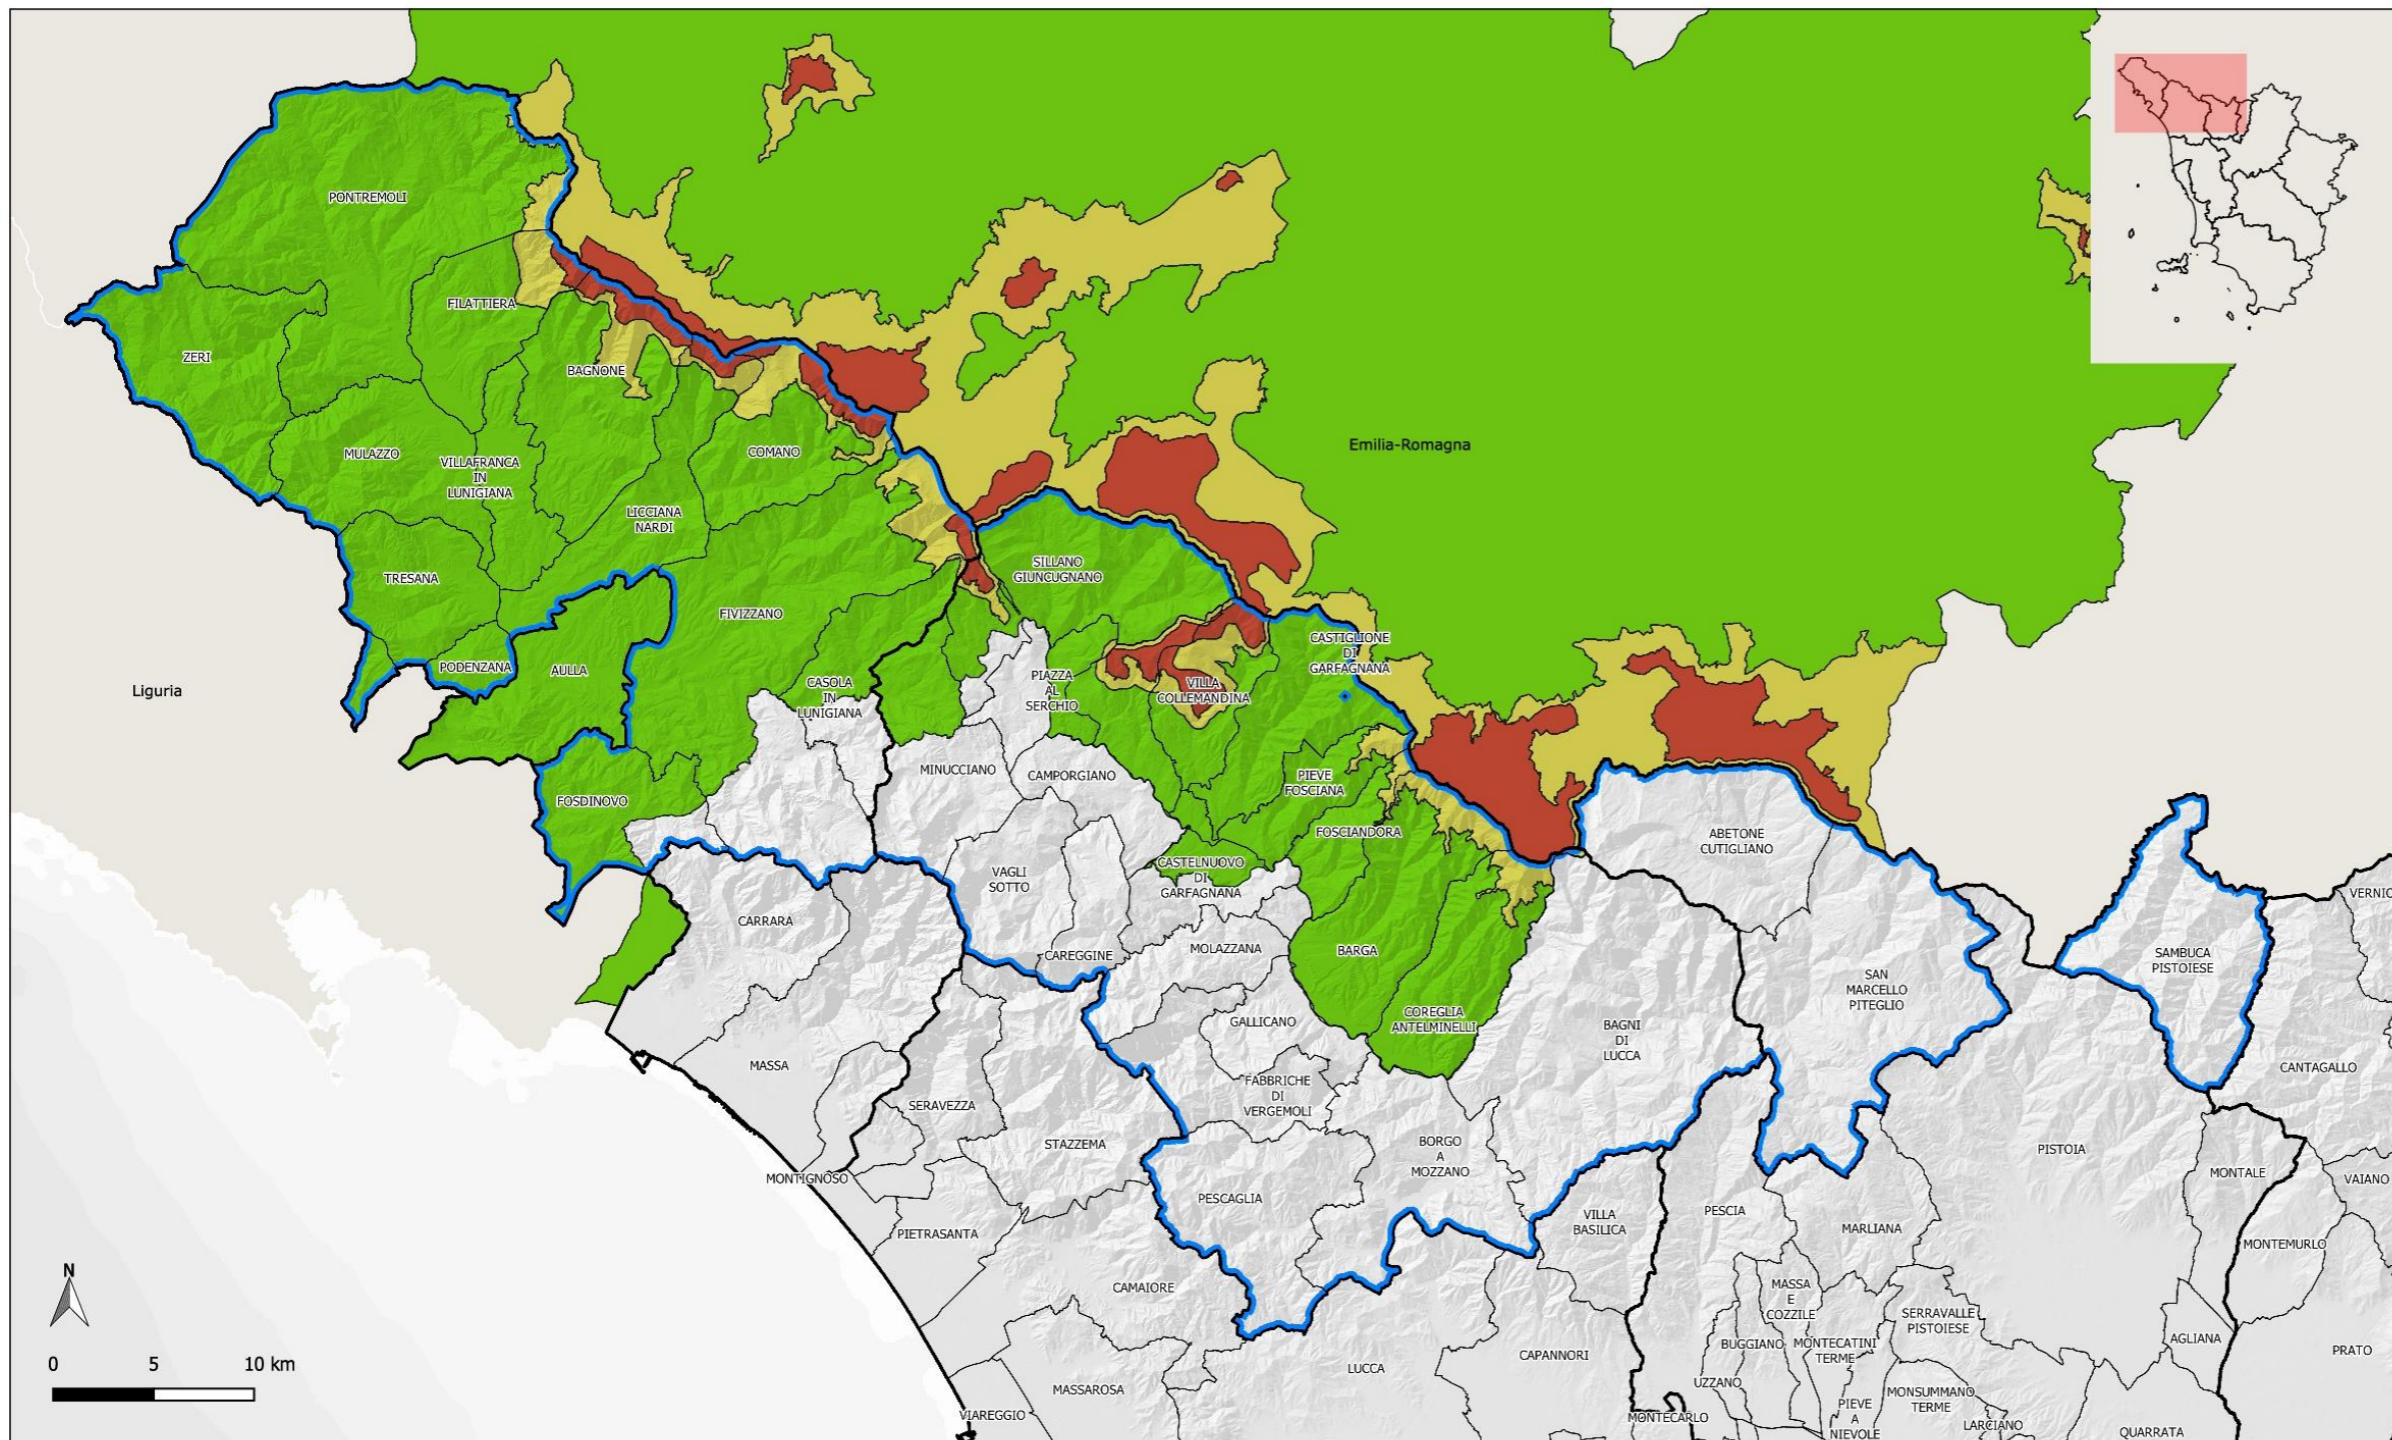 PONTREMOLI
FILATTIERA
ZERI
BAGNONE
Emilia-Romagna
MULAZZO
COMANO
VILLAFRANCA
IN
LUNIGIANA
LICCIANA
NARDI
TRESANA
SILLANO
GIUNCUGNANO
FIVIZZANO
CASTIGLIONE
DI
GARFAGNANA
PODENZANA
AULLA
Liguria
CASOLA
IN
LUNIGIANA
PIAZZA
AL
SERCHIO
VILLA
COLLEMANDINA
MINUCCIANO
CAMPORGIANO
PIEVE
FOSCIANA
FOSDINOVO
FOSCIANDORA
ABETONE
CUTIGLIANO
VAGLI
SOTTO
CASTELNUOVO
DI
GARFAGNANA
VERNIO
CARRARA
MOLAZZANA
BARGA
CAREGGINE
SAMBUCA
PISTOIESE
SAN
MARCELLO
PITEGLIO
GALLICANO
COREGLIA
ANTELMINELLI
BAGNI
DI
LUCCA
MASSA
CANTAGALLO
FABBRICHE
DI
VERGEMOLI
SERAVEZZA
STAZZEMA
BORGO
A
MOZZANO
PISTOIA
MONTALE
VAIANO
MONTIGNOSO
PESCAGLIA
PESCIA
VILLA
BASILICA
MARLIANA
PIETRASANTA
MONTEMURLO
N
CAMAIORE
MASSA
E
COZZILE
SERRAVALLE
PISTOIESE
BUGGIANO
MONTECATINI
TERME
AGLIANA
PRATO
0 5 10 km
CAPANNORI
LUCCA
UZZANO
MASSAROSA
MONSUMMANO
TERME
VIAREGGIO
MONTECARLO
PIEVE
A
NIEVOLE
LARCIANO
QUARRATA